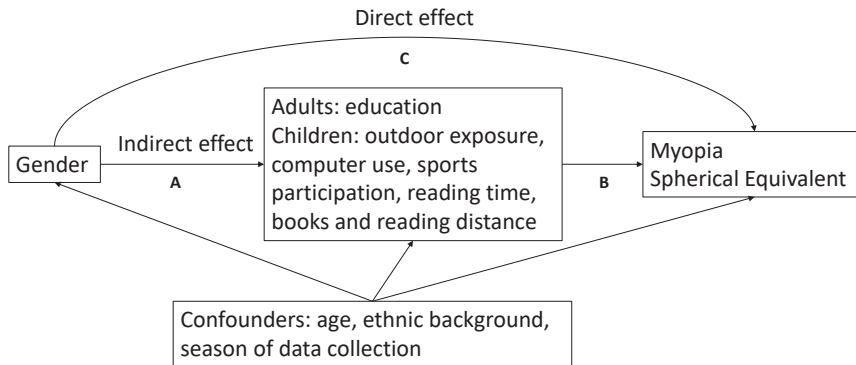 Direct effect
C
Adults: education
Children: outdoor exposure,
computer use, sports
participation, reading time,
books and reading distance
Indirect effect
Gender
A
B
Myopia
Spherical Equivalent
Confounders: age, ethnic background,
season of data collection